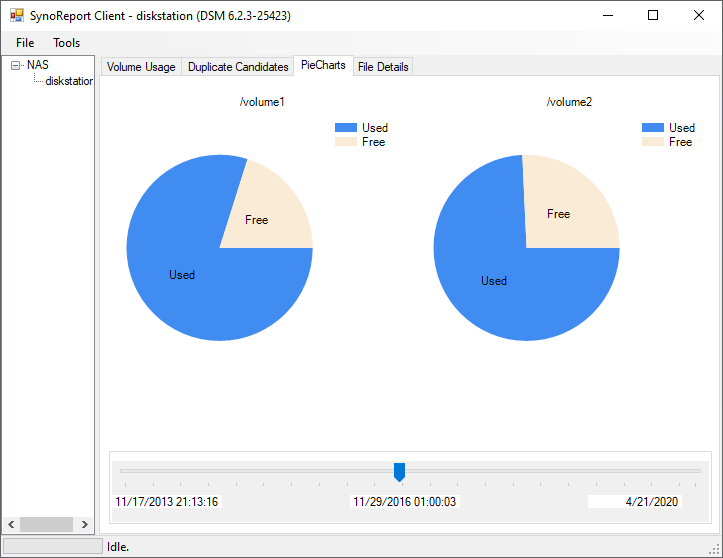 SynoReport Client - diskstation (DSM 6.2.3-25423)
File Tools
NAS
diskstation
Volume Usage Duplicate Candidates PieCharts File Details
/volume1
Used
Free
Free
Used
/volume2
Used
Free
Free
Used
11/17/2013 21:13:16 11/29/2016 01:00:03 4/21/2020
Idle.